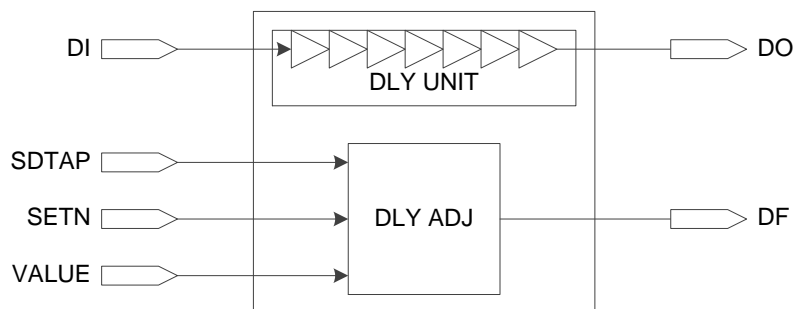 DI
DO
DLY UNIT
SDTAP
SETN
DLY ADJ
DF
VALUE